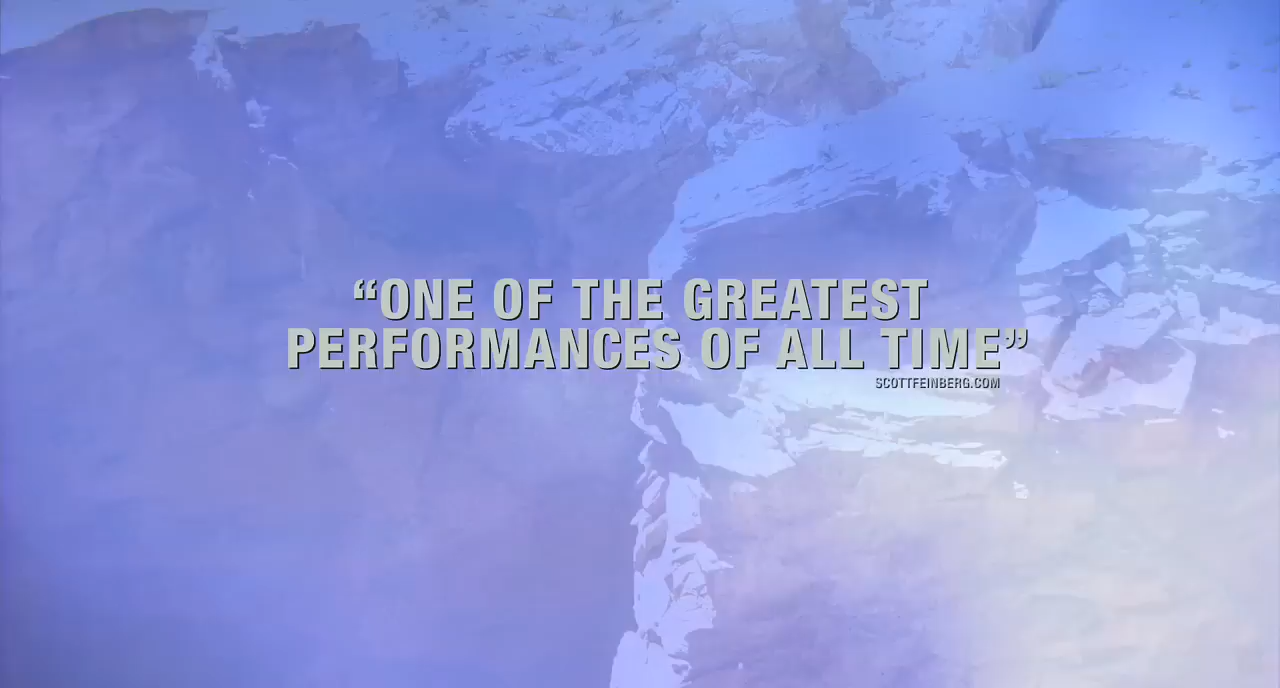 “ONE OF THE GREATEST
PERFORMANCES OF ALL TIME”
SCOTTFEINBERG.COM